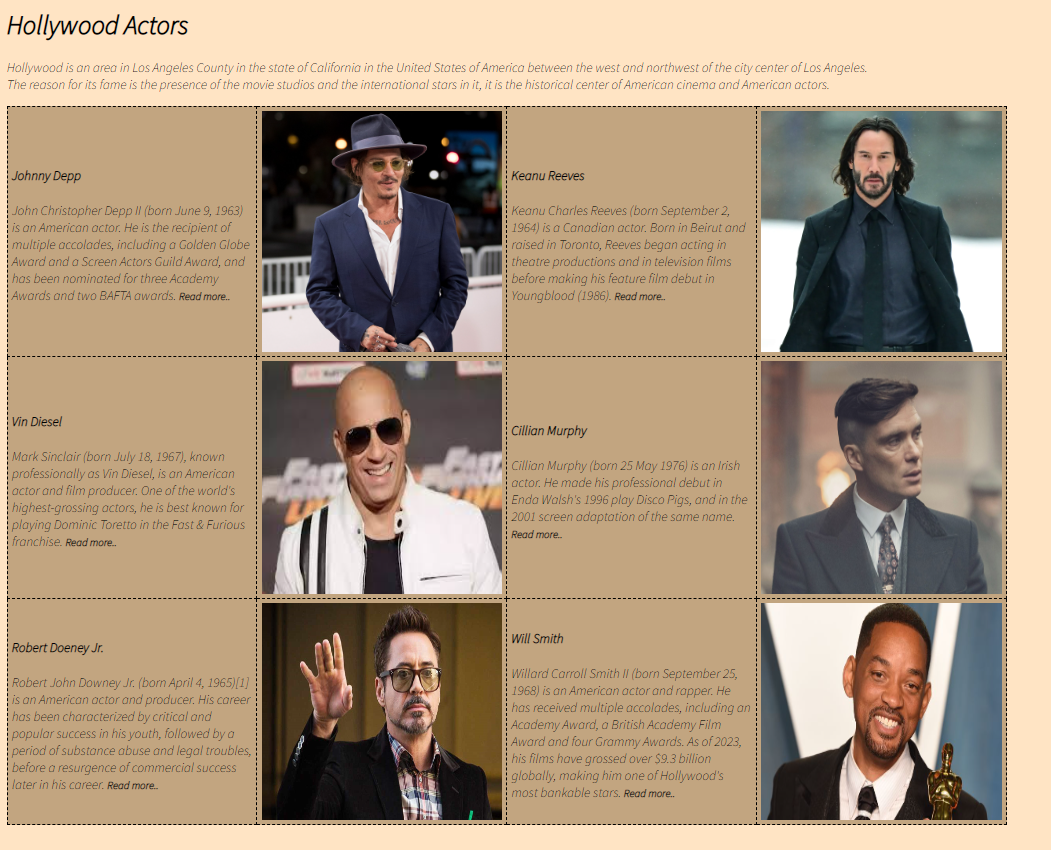 Hollywood Actors
Hollywood is an area in Los Angeles County in the state of California in the United States of America between the west and northwest of the city center of Los Angeles.
The reason for its fame is the presence of the movie studios and the international stars in it, it is the historical center of American cinema and American actors.
Johnny Depp
John Christopher Depp II (born June 9, 1963)
is an American actor. He is the recipient of
multiple accolades, including a Golden Globe
Award and a Screen Actors Guild Award, and
has been nominated for three Academy
Awards and two BAFTA awards. Read more..
Keanu Reeves
Keanu Charles Reeves (born September 2,
1964) is a Canadian actor. Born in Beirut and
raised in Toronto, Reeves began acting in
theatre productions and in television films
before making his feature film debut in
Youngblood (1986). Read more..
Vin Diesel
Mark Sinclair (born July 18, 1967), known
professionally as Vin Diesel, is an American
actor and film producer. One of the world's
highest-grossing actors, he is best known for
playing Dominic Toretto in the Fast & Furious
franchise. Read more..
Cillian Murphy
Cillian Murphy (born 25 May 1976) is an Irish
actor. He made his professional debut in
Enda Walsh's 1996 play Disco Pigs, and in the
2001 screen adaptation of the same name.
Read more..
Robert Doeney Jr.
Robert John Downey Jr. (born April 4, 1965)[1]
is an American actor and producer. His career
has been characterized by critical and
popular success in his youth, followed by a
period of substance abuse and legal troubles,
before a resurgence of commercial success
later in his career. Read more..
Will Smith
Willard Carroll Smith II (born September 25,
1968) is an American actor and rapper. He
has received multiple accolades, including an
Academy Award, a British Academy Film
Award and four Grammy Awards. As of 2023,
his films have grossed over $9.3 billion
globally, making him one of Hollywood's
most bankable stars. Read more..